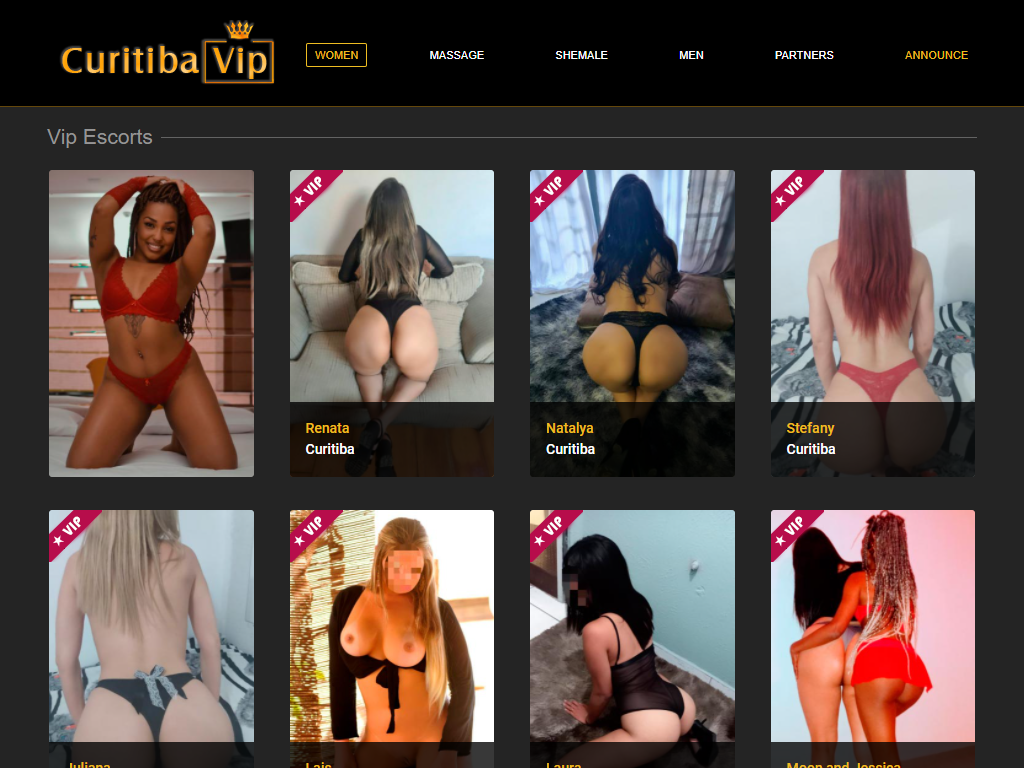 Curitiba Vip
WOMEN
MASSAGE
SHEMALE
MEN
PARTNERS
ANNOUNCE
Vip Escorts
★ VIP
★ VIP
★ VIP
Renata
Curitiba
Natalya
Curitiba
Stefany
Curitiba
★ VIP
★ VIP
★ VIP
★ VIP
Juliana
Lais
Laura
Moon and Jessica